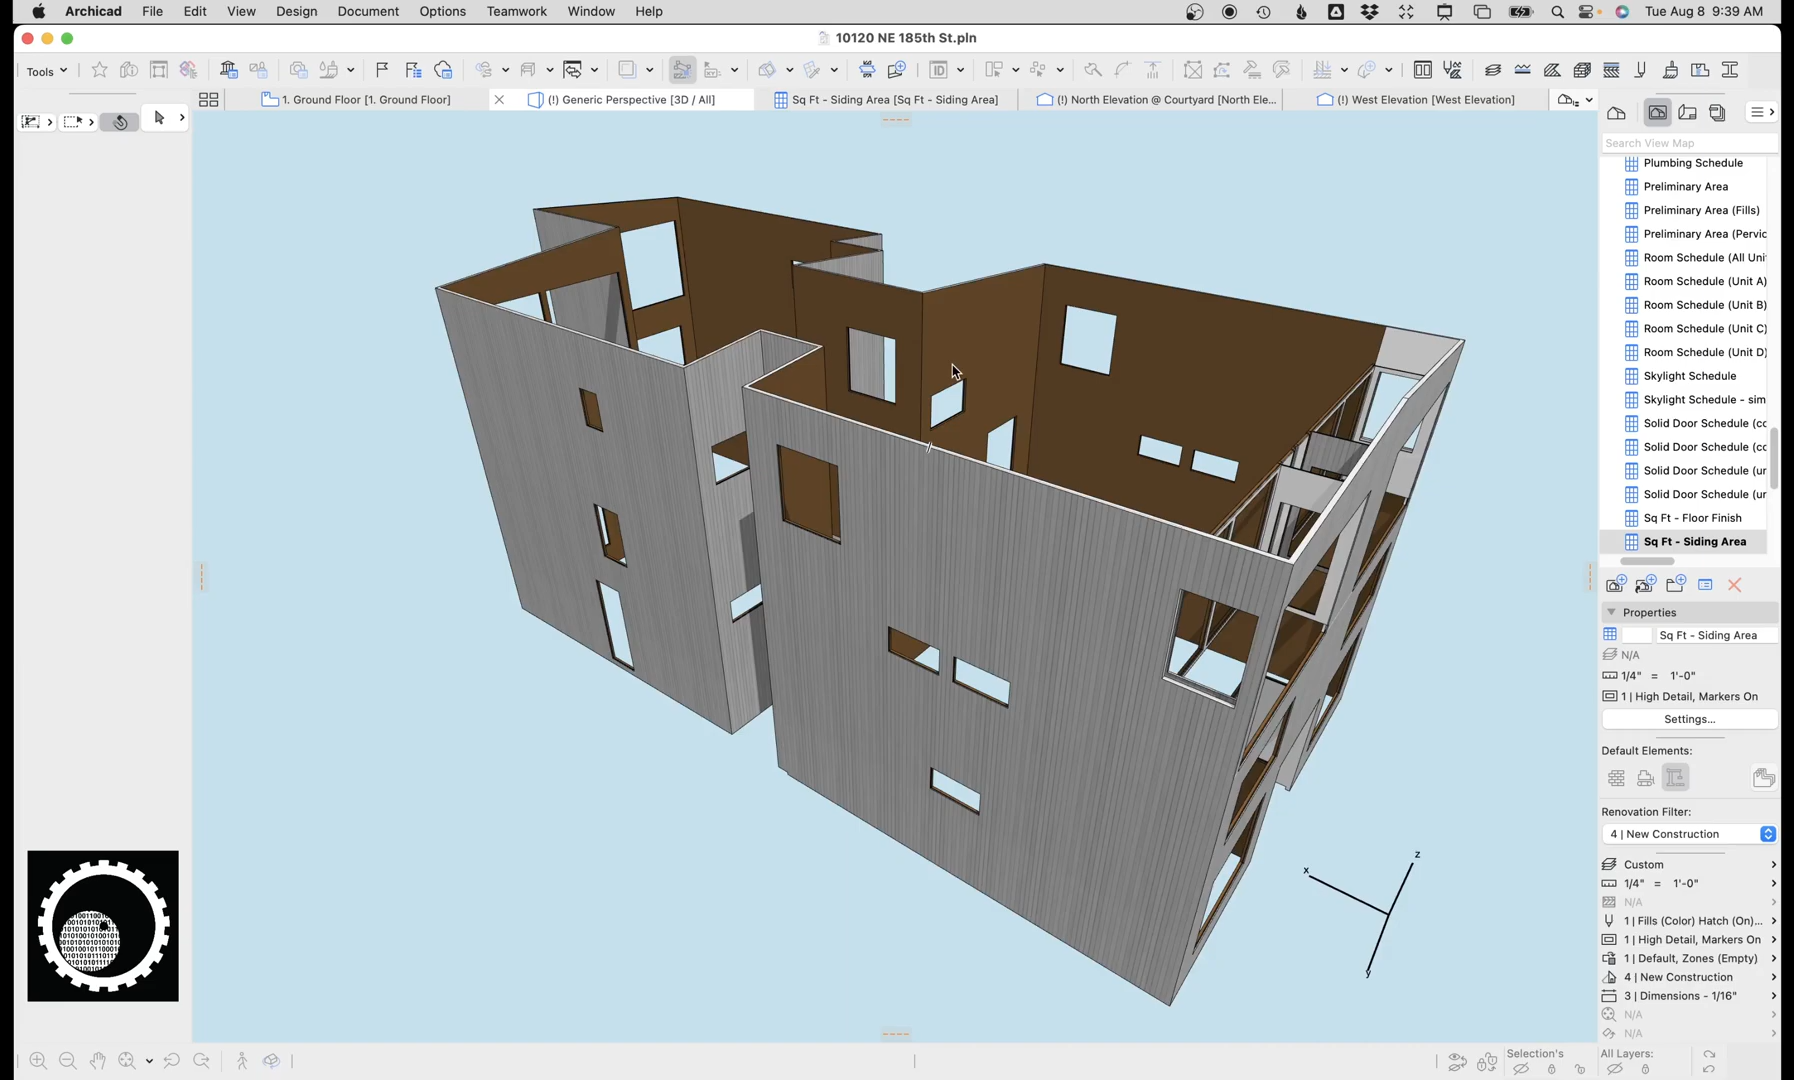 Archicad File Edit View Design Document Options Teamwork Window Help Tue Aug 8 9:39 AM
10120 NE 185th St.pln
Tools
1. Ground Floor [1. Ground Floor] (!) Generic Perspective [3D / All] Sq Ft - Siding Area [Sq Ft - Siding Area] (!) North Elevation @ Courtyard [North Ele... (!) West Elevation [West Elevation]
Search View Map
Plumbing Schedule
Preliminary Area
Preliminary Area (Fills)
Preliminary Area (Pervio
Room Schedule (All Uni
Room Schedule (Unit A)
Room Schedule (Unit B)
Room Schedule (Unit C)
Room Schedule (Unit D)
Skylight Schedule
Skylight Schedule - sim
Solid Door Schedule (co
Solid Door Schedule (co
Solid Door Schedule (ur
Solid Door Schedule (ur
Sq Ft - Floor Finish
Sq Ft - Siding Area
Properties
Sq Ft - Siding Area
N/A
1/4" = 1'-0"
1 | High Detail, Markers On
Settings...
Default Elements:
Renovation Filter:
4 | New Construction
Custom
1/4" = 1'-0"
N/A
1 | Fills (Color) Hatch (On)...
1 | High Detail, Markers On
1 | Default, Zones (Empty)
4 | New Construction
3 | Dimensions - 1/16"
N/A
N/A
x
z
y
Selection's
All Layers: